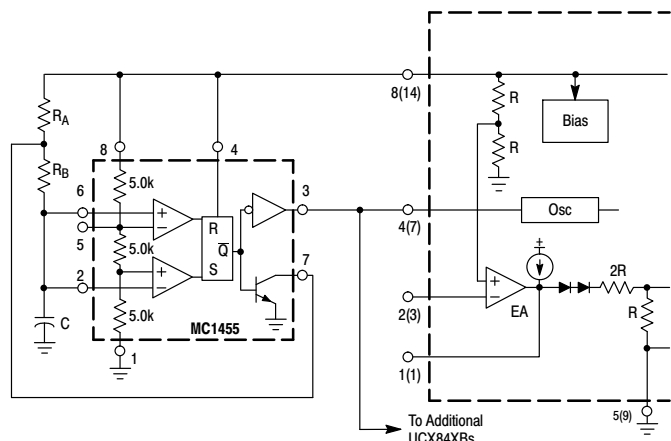 8(14)
R
Bias
R
R_A
R_B
8
4
6
5.0k
3
R
5
Q̅
Osc
4(7)
5.0k
7
S
2
2R
EA
2(3)
R
5.0k
C
MC1455
1
1(1)
5(9)
To Additional
UCX84XBs
+
−
+
−
+
−
±